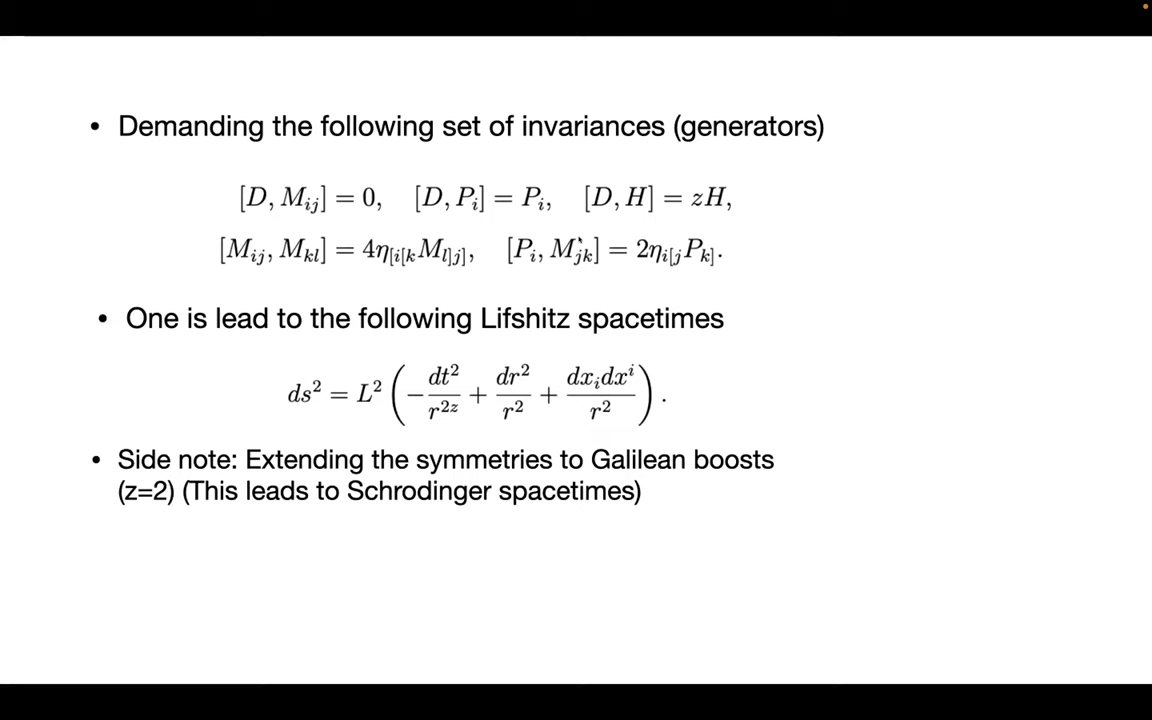 • Demanding the following set of invariances (generators)
[D, M_{ij}] = 0, [D, P_i] = P_i, [D, H] = zH,
[M_{ij}, M_{kl}] = 4η_{[i[k}M_{l]j]}, [P_i, M_{jk}] = 2η_{i[j}P_{k]}.
• One is lead to the following Lifshitz spacetimes
ds^2 = L^2 ( -\frac{dt^2}{r^{2z}} + \frac{dr^2}{r^2} + \frac{dx_i dx^i}{r^2} ) .
• Side note: Extending the symmetries to Galilean boosts
(z=2) (This leads to Schrodinger spacetimes)